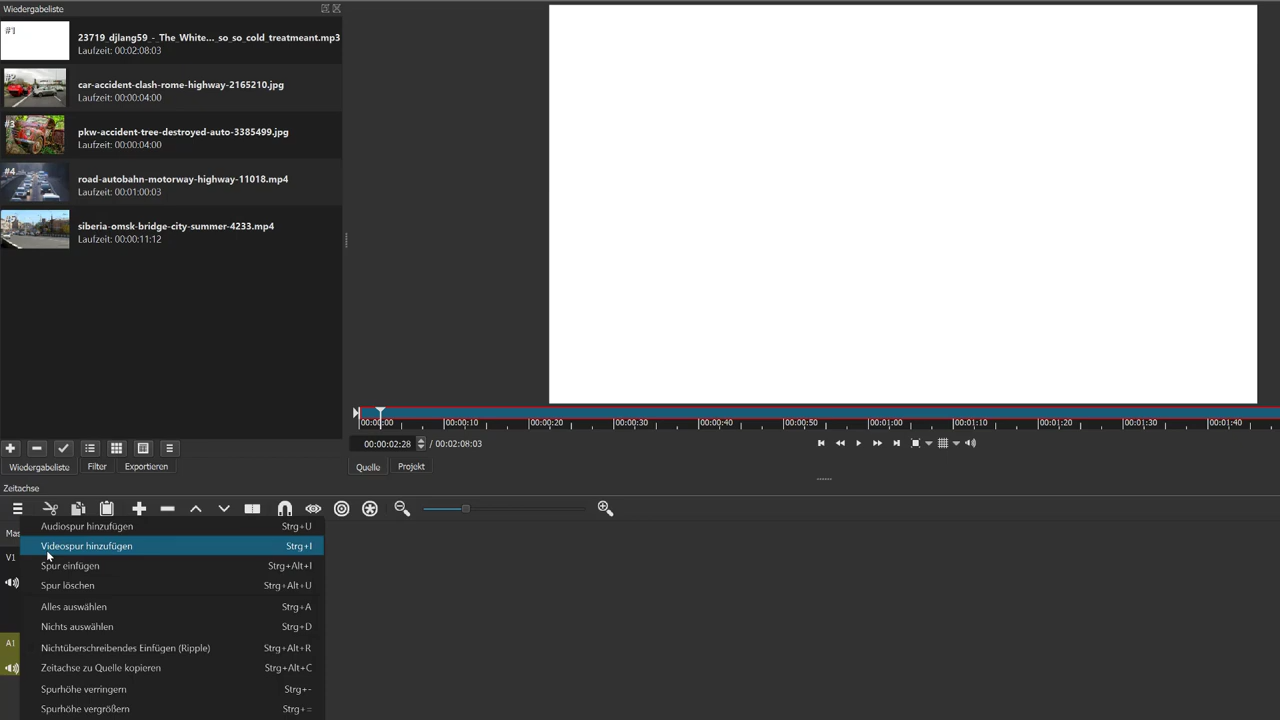 Wiedergabeliste
#1
23719_djlang59_-_The_White..._so_so_cold_treatmeant.mp3
Laufzeit: 00:02:08:03
#2
car-accident-clash-rome-highway-2165210.jpg
Laufzeit: 00:00:04:00
#3
pkw-accident-tree-destroyed-auto-3385499.jpg
Laufzeit: 00:00:04:00
#4
road-autobahn-motorway-highway-11018.mp4
Laufzeit: 00:01:00:03
siberia-omsk-bridge-city-summer-4233.mp4
Laufzeit: 00:00:11:12
00:00:00 00:00:10 00:00:20 00:00:30 00:00:40 00:00:50 00:01:00 00:01:10 00:01:20 00:01:30 00:01:40
00:00:02:28 / 00:02:08:03
Wiedergabeliste Filter Exportieren
Quelle Projekt
Zeitachse
Audiospur hinzufügen Strg+U
Mas
Videospur hinzufügen Strg+I
V1
Spur einfügen Strg+Alt+I
Spur löschen Strg+Alt+U
Alles auswählen Strg+A
Nichts auswählen Strg+D
A1
Nichtüberschreibendes Einfügen (Ripple) Strg+Alt+R
Zeitachse zu Quelle kopieren Strg+Alt+C
Spurhöhe verringern Strg+-
Spurhöhe vergrößern Strg+=